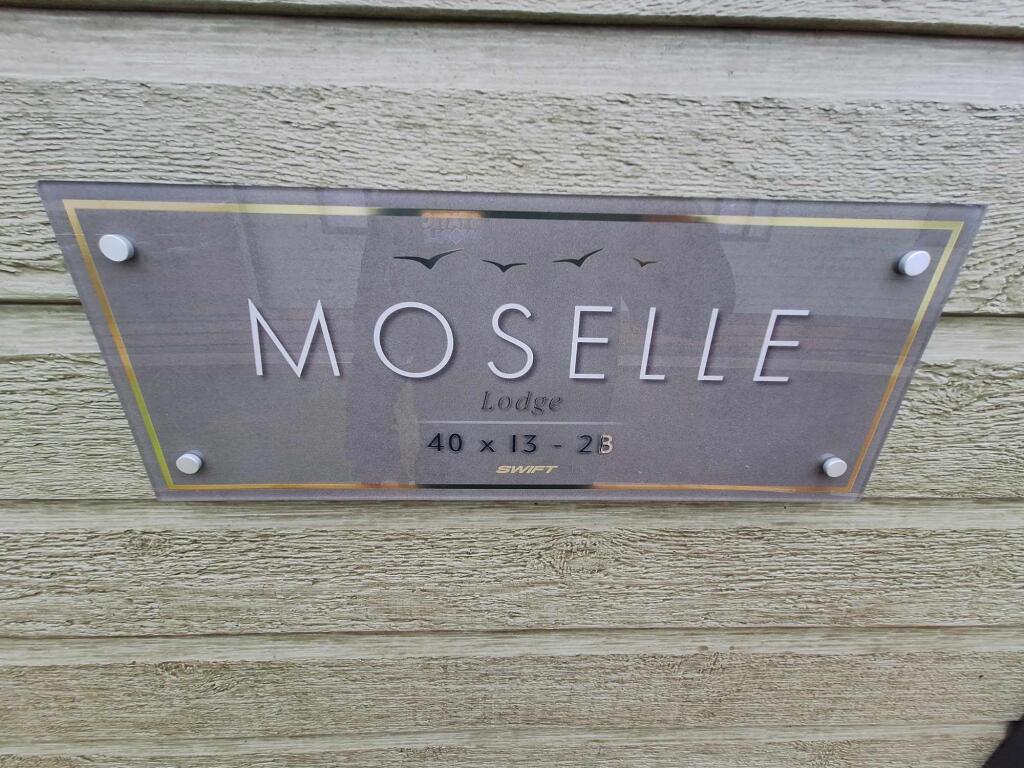 MOSELLE
Lodge
40 x 13 - 2B
SWIFT